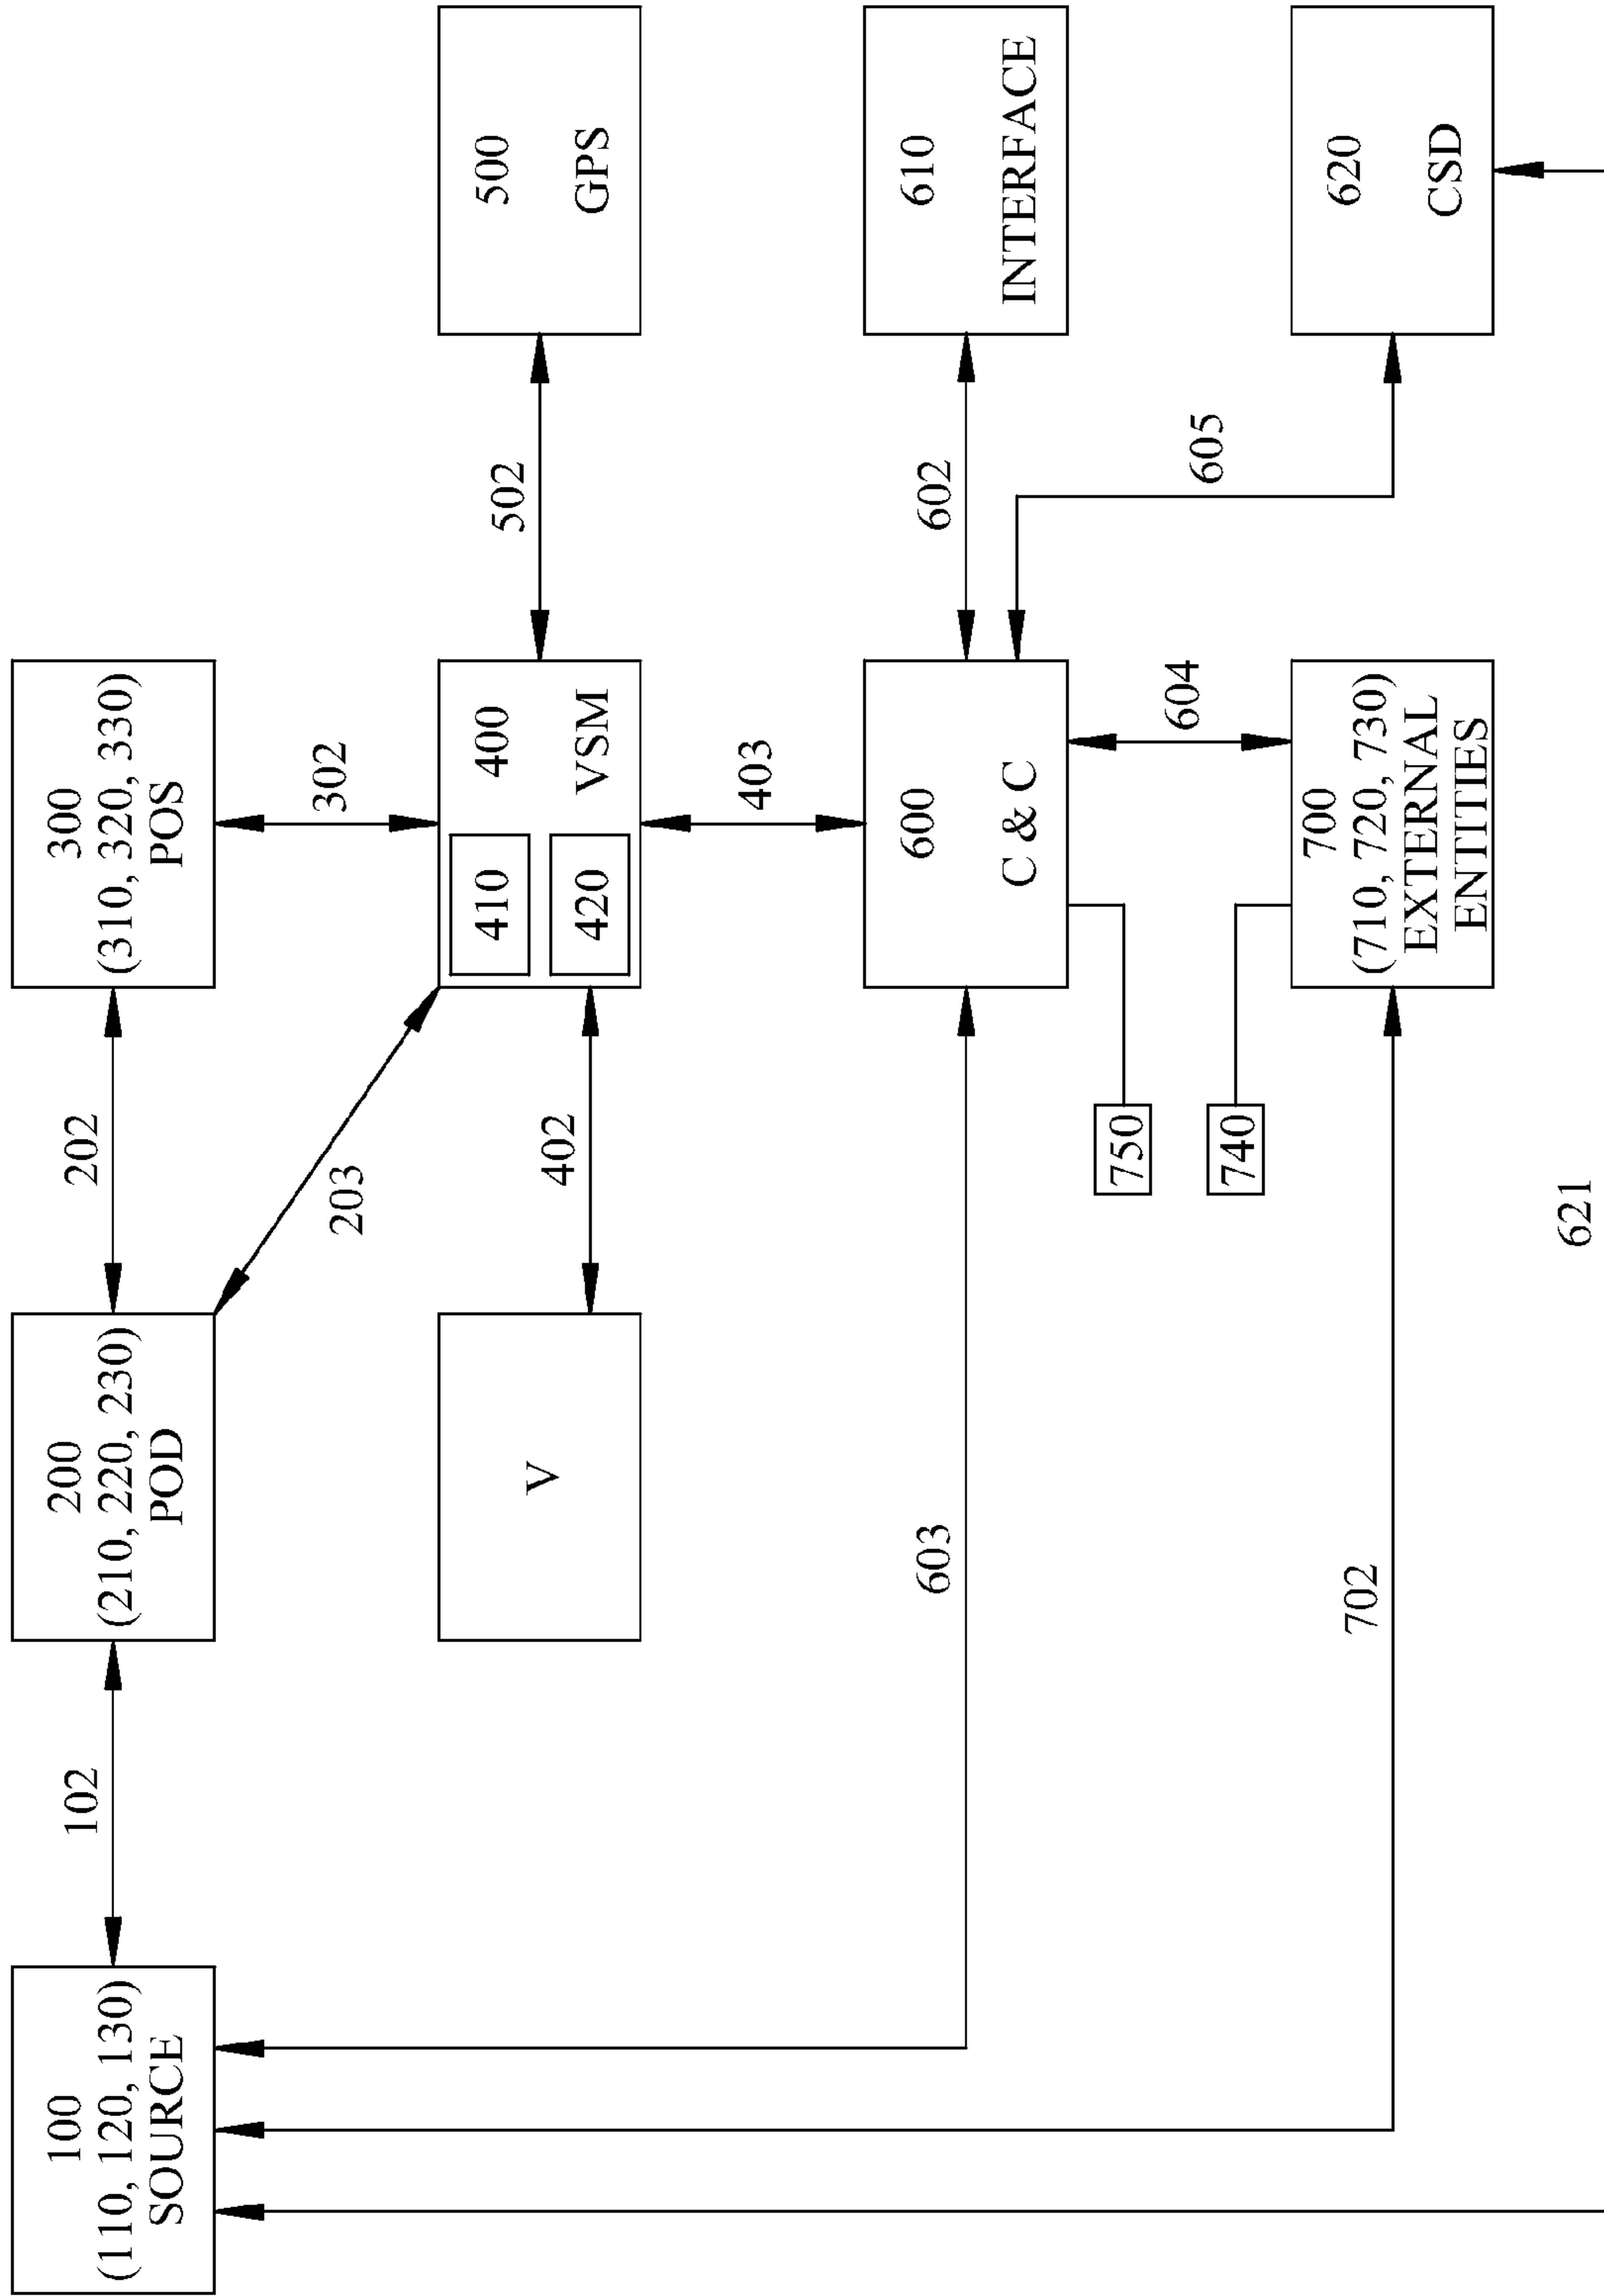 100
(110, 120, 130)
SOURCE
102
200
(210, 220, 230)
POD
202
300
(310, 320, 330)
POS
203
302
V
402
410
420
400
VSM
502
500
GPS
403
603
600
C & C
602
610
INTERFACE
750
740
604
605
702
700
(710, 720, 730)
EXTERNAL
ENTITIES
620
CSD
621